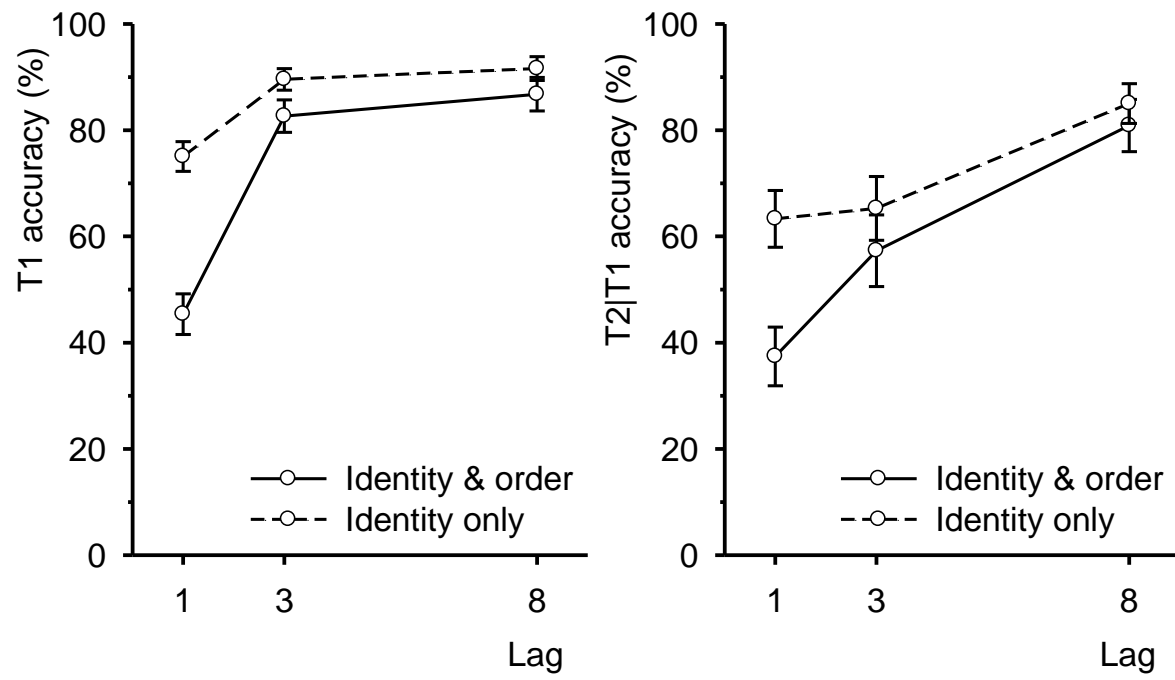 T1 accuracy (%)
100
80
60
40
20
0
Identity & order
Identity only
1 3 8
Lag
T2|T1 accuracy (%)
100
80
60
40
20
0
Identity & order
Identity only
1 3 8
Lag